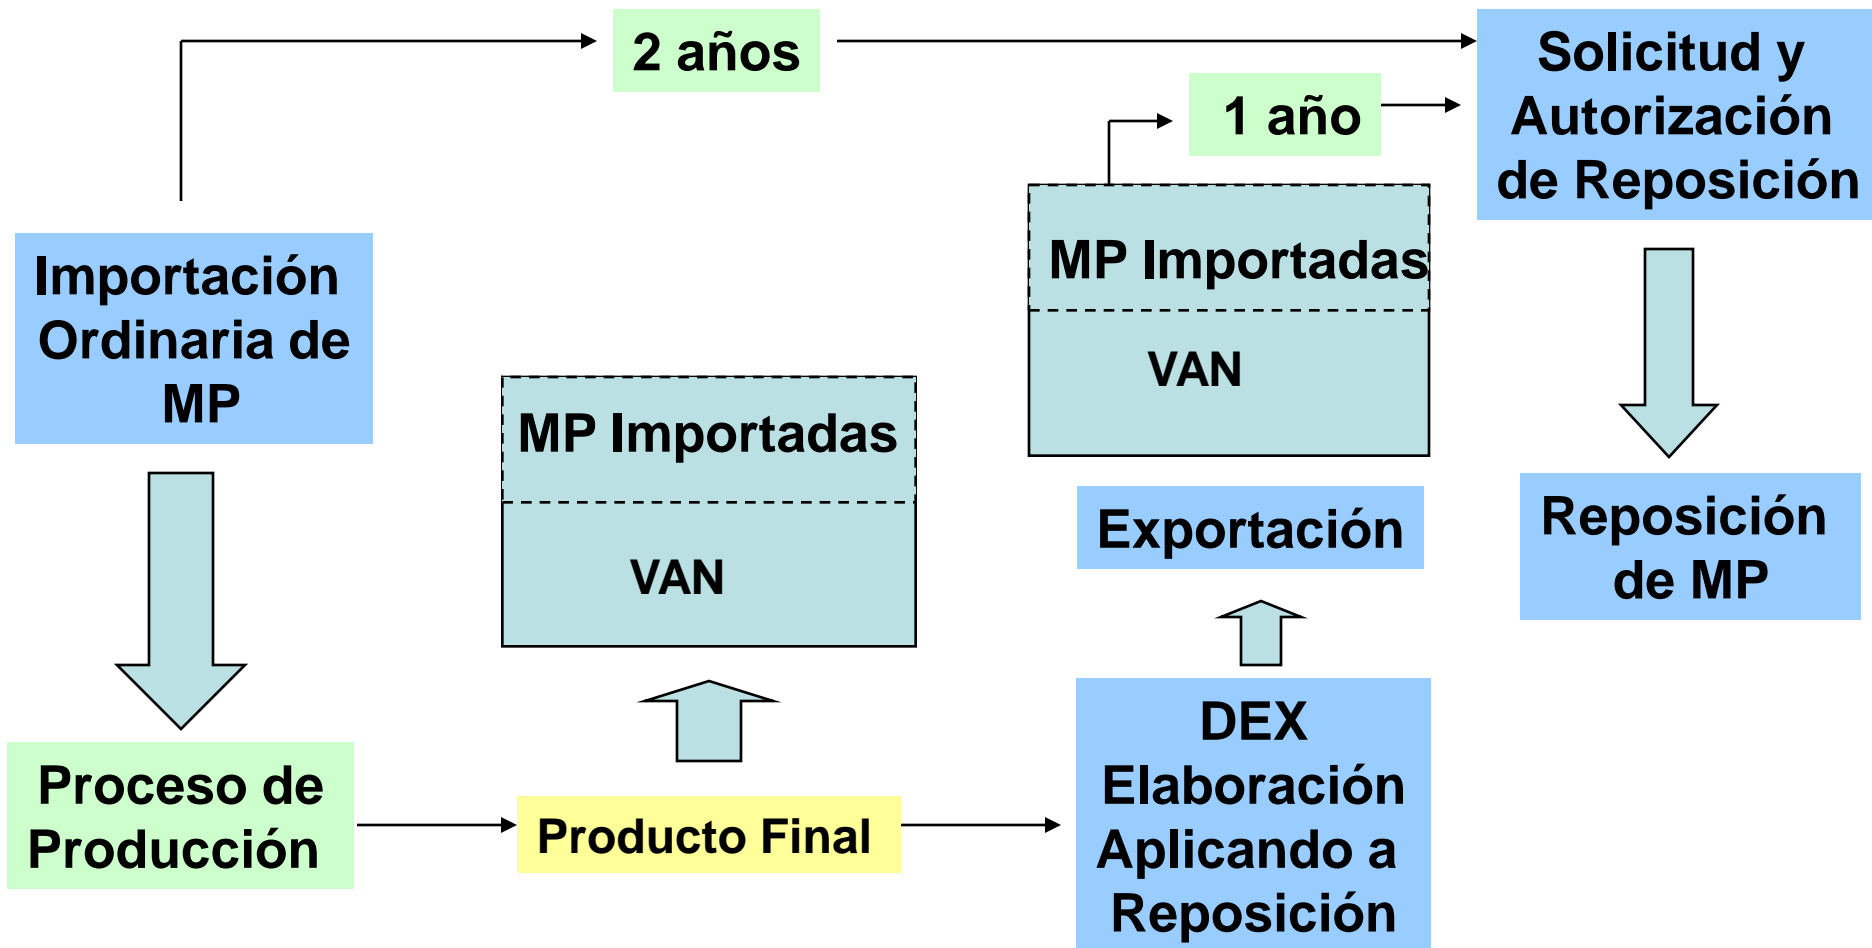 2 años
Solicitud y
Autorización
de Reposición
1 año
Importación
Ordinaria de
MP
MP Importadas
VAN
MP Importadas
VAN
Exportación
Reposición
de MP
Proceso de
Producción
Producto Final
DEX
Elaboración
Aplicando a
Reposición